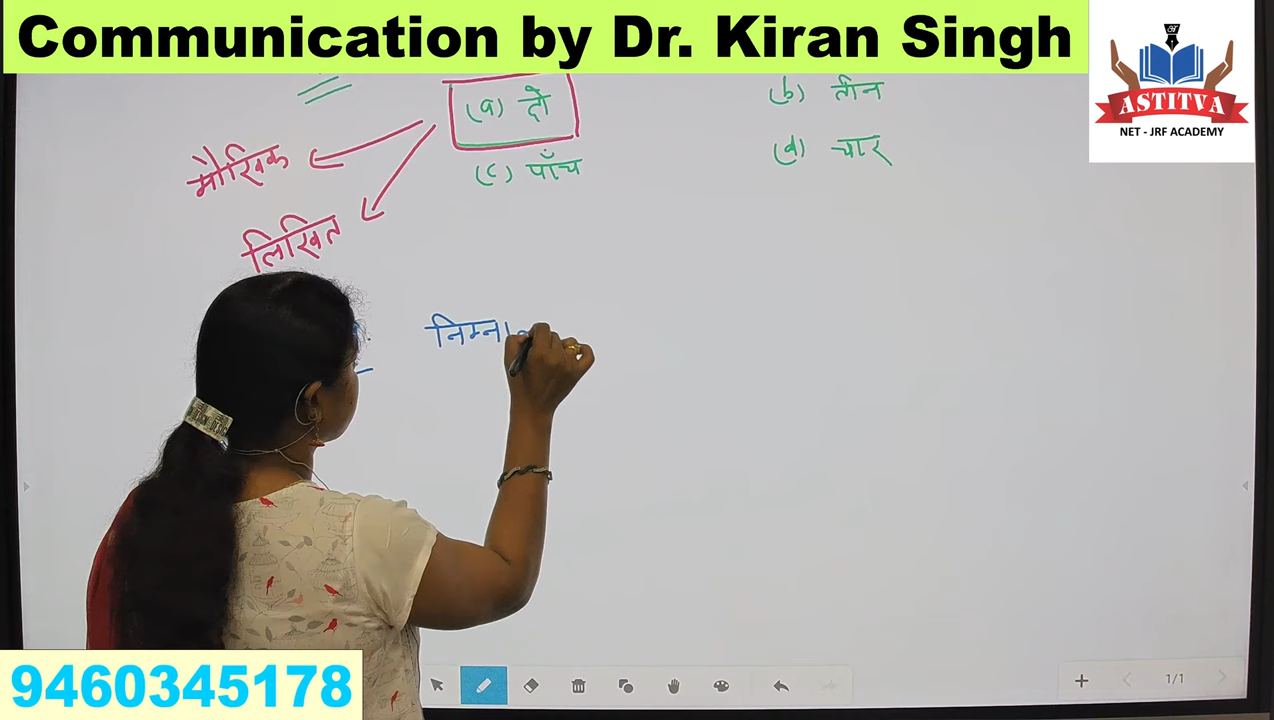 Communication by Dr. Kiran Singh
ASTITVA
NET - JRF ACADEMY
(a) दो
(b) तीन
(c) पाँच
(d) चार
मौखिक
लिखित
9460345178
1/1